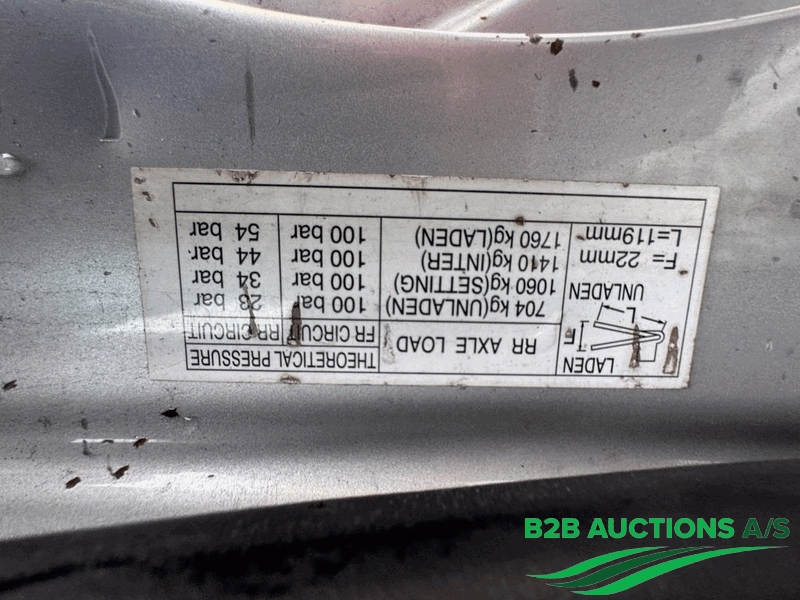 LADEN
F
L
UNLADEN
F= 22mm
L=119mm
RR AXLE LOAD
704 kg(UNLADEN)
1060 kg(SETTING)
1410 kg(INTER)
1760 kg(LADEN)
THEORETICAL PRESSURE
FR CIRCUIT RR CIRCUIT
100 bar 23 bar
100 bar 34 bar
100 bar 44 bar
100 bar 54 bar
B2B AUCTIONS A/S